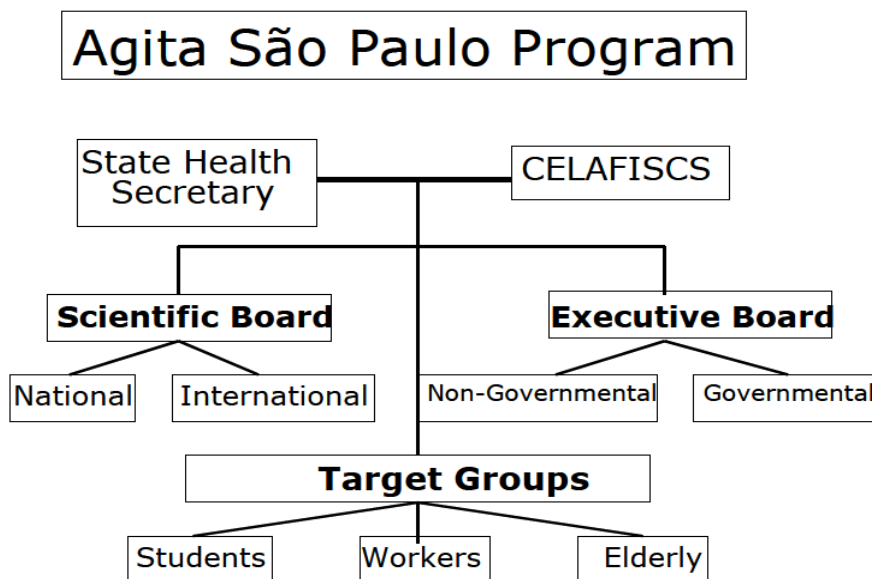 Agita São Paulo Program
State Health
Secretary
CELAFISCS
Scientific Board
Executive Board
National
International
Non-Governmental
Governmental
Target Groups
Students
Workers
Elderly